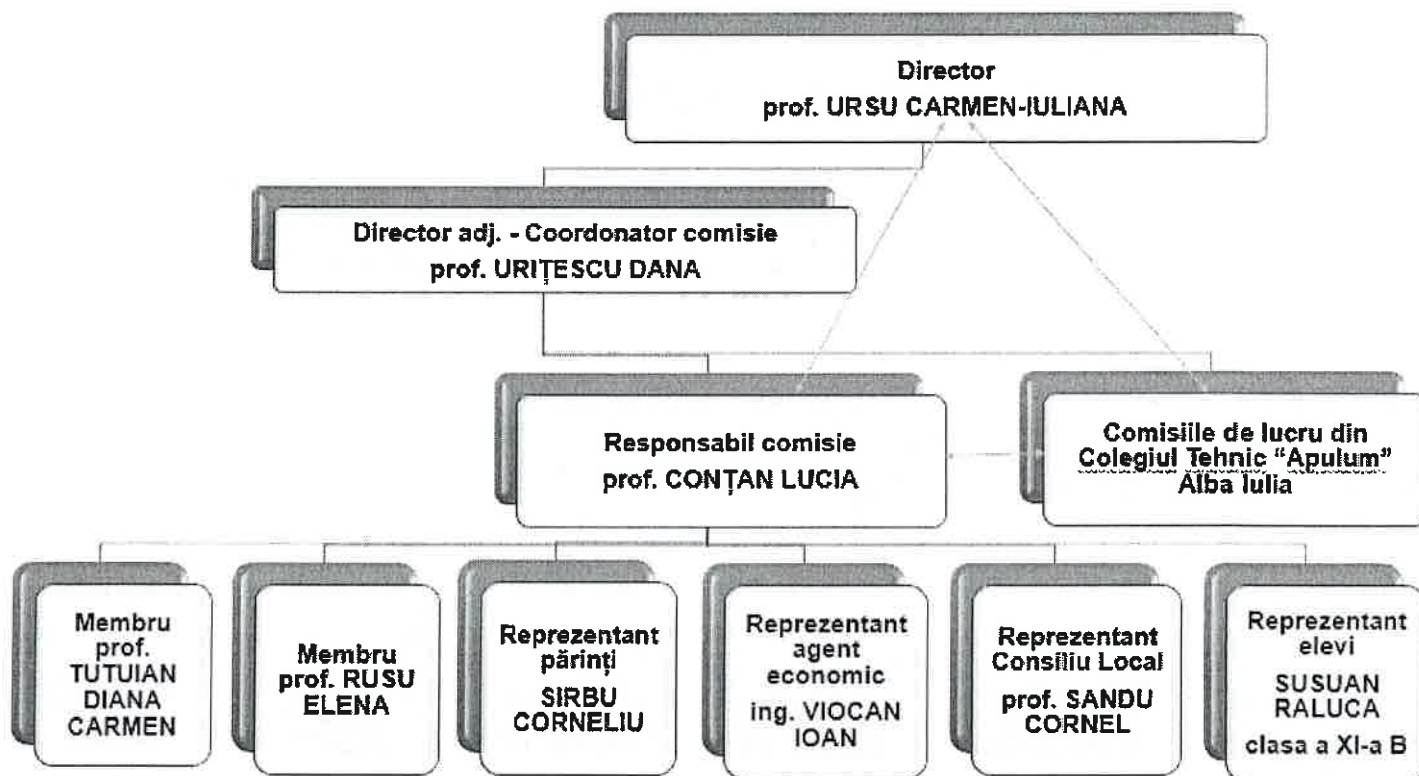 Director
prof. URSU CARMEN-IULIANA
Director adj. - Coordonator comisie
prof. URIȚESCU DANA
Responsabil comisie
prof. CONȚAN LUCIA
Comisiile de lucru din
Colegiul Tehnic “Apulum”
Alba Iulia
Membru
prof.
TUTUIAN
DIANA
CARMEN
Membru
prof. RUSU
ELENA
Reprezentant
părinți
SIRBU
CORNELIU
Reprezentant
agent
economic
ing. VIOCAN
IOAN
Reprezentant
Consiliu Local
prof. SANDU
CORNEL
Reprezentant
elevi
SUSUAN
RALUCA
clasa a XI-a B